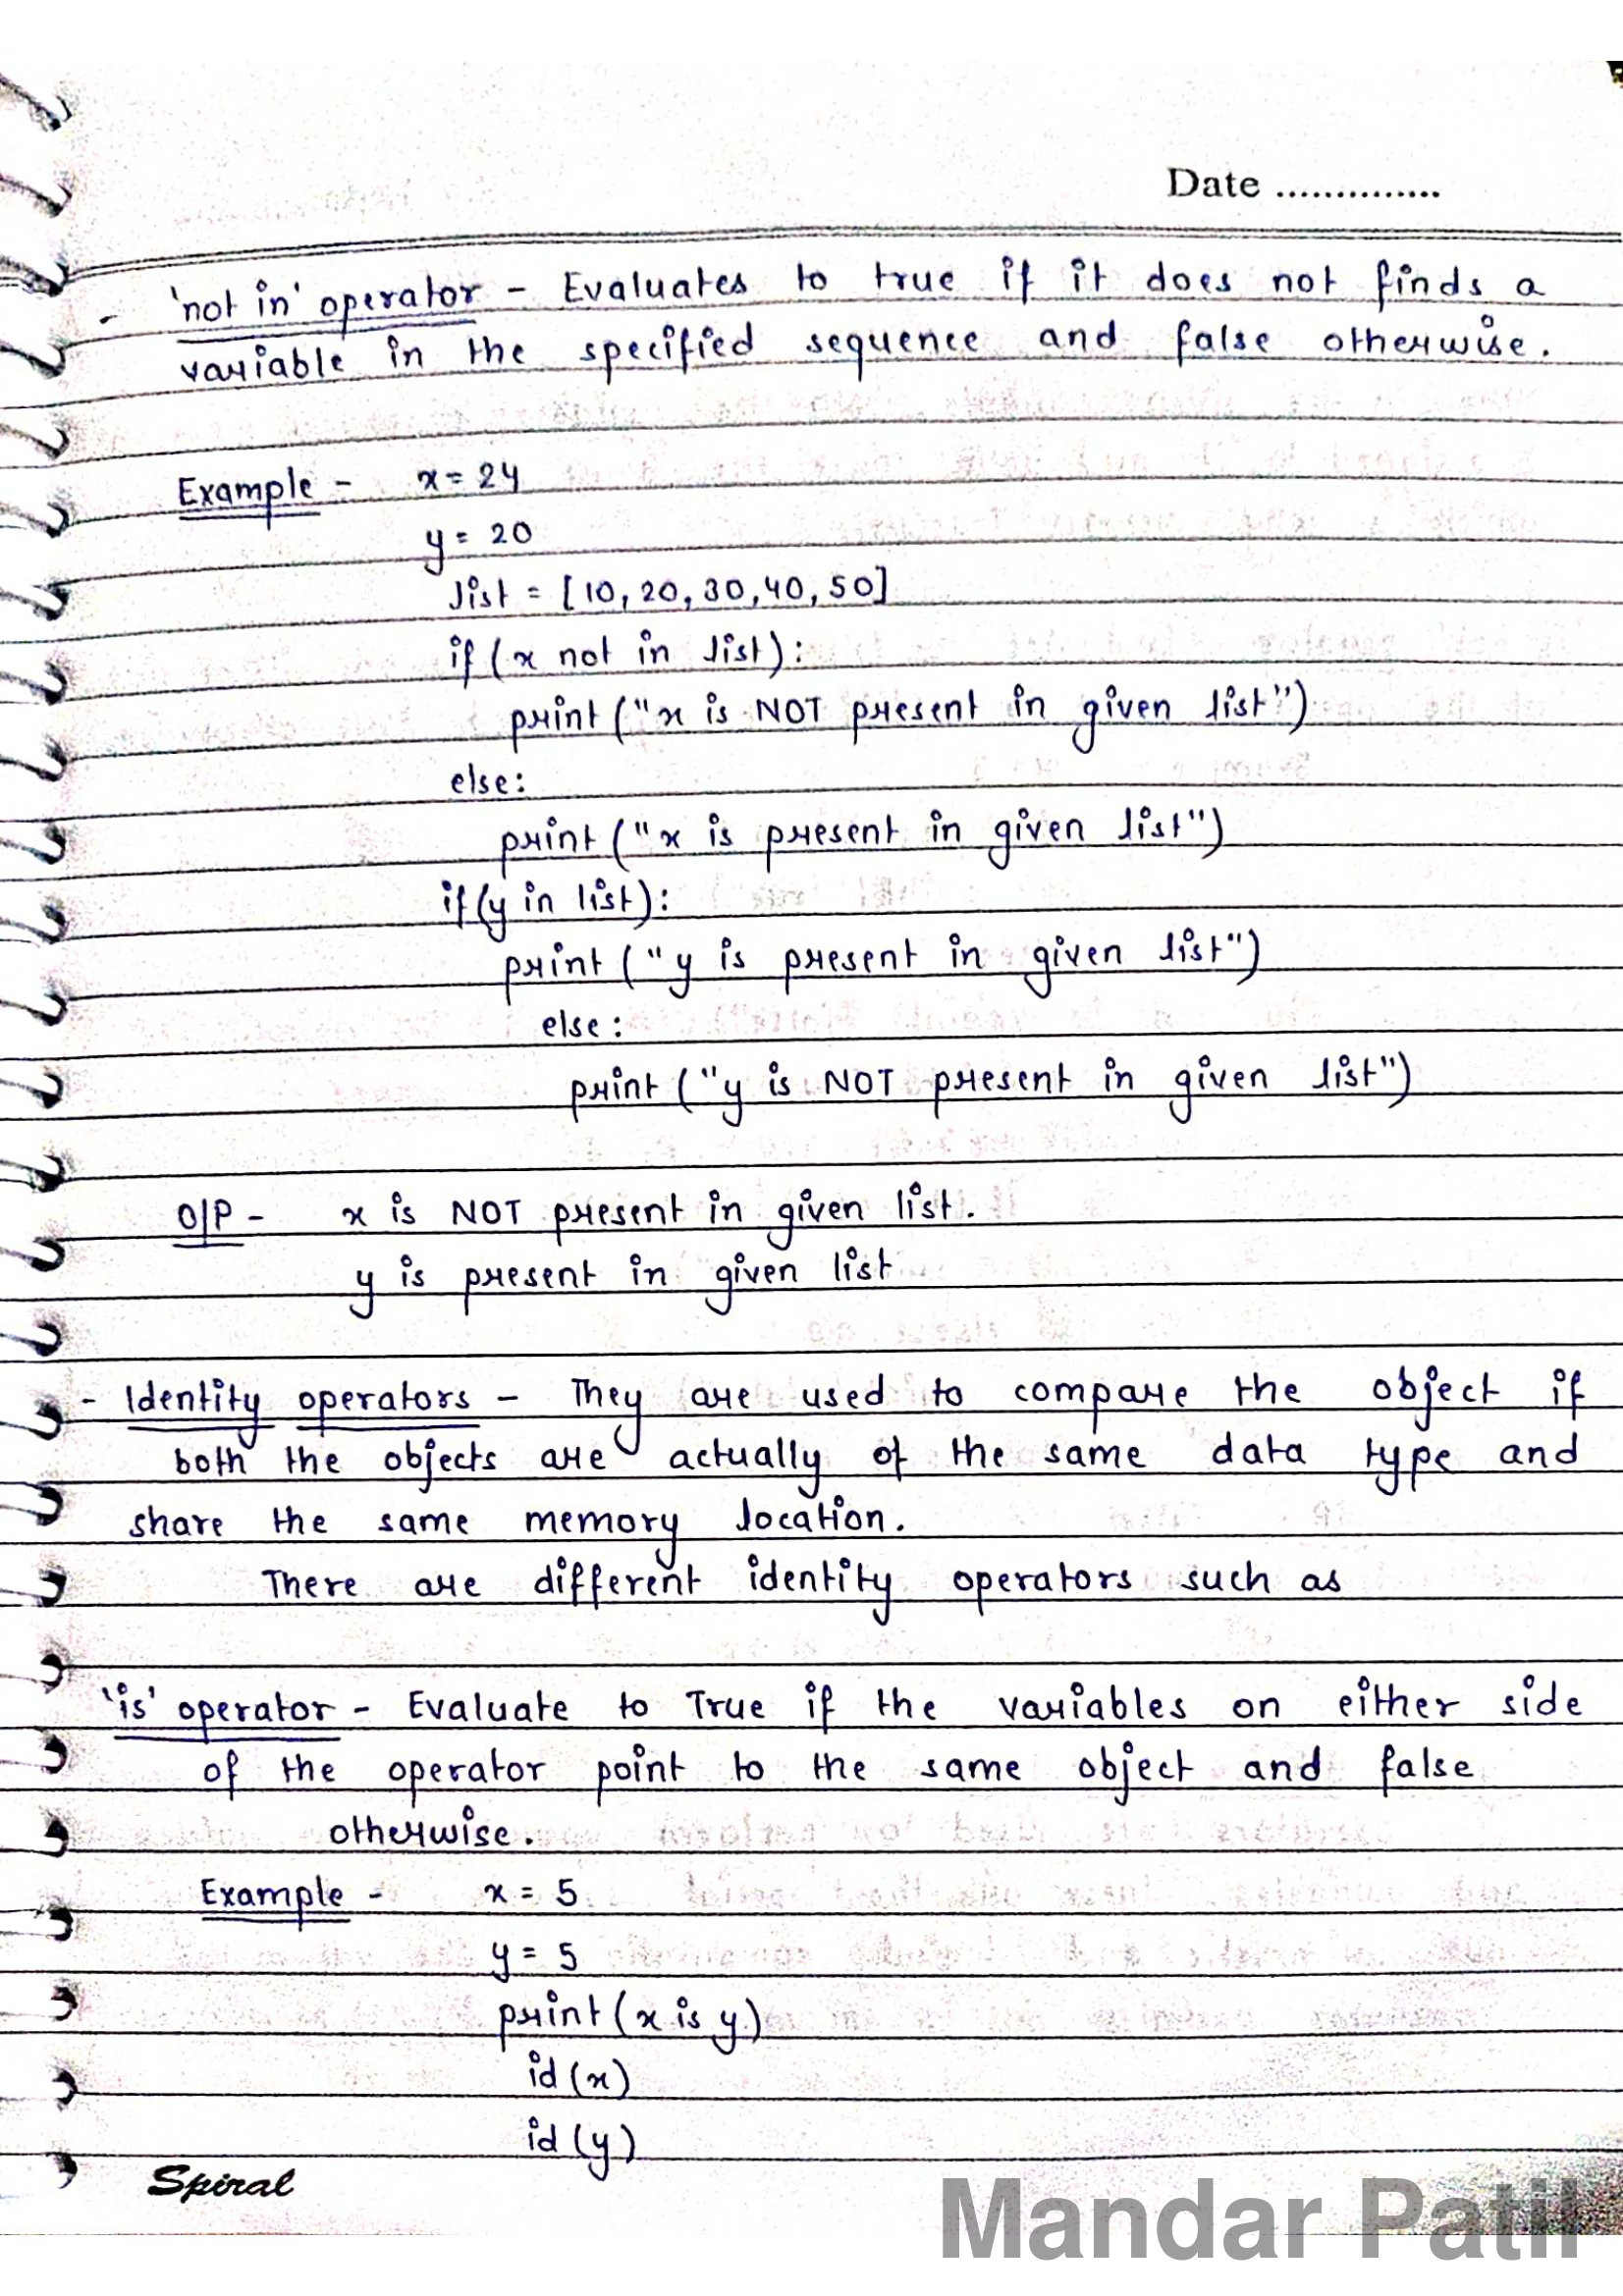 Date ..............
- 'not in' operator - Evaluates to true if it does not finds a
variable in the specified sequence and false otherwise.
Example - x = 24
y = 20
list = [10, 20, 30, 40, 50]
if (x not in list):
print ("x is NOT present in given list")
else:
print ("x is present in given list")
if (y in list):
print ("y is present in given list")
else:
print ("y is NOT present in given list")
O/P - x is NOT present in given list.
y is present in given list
- Identity operators - They are used to compare the object if
both the objects are actually of the same data type and
share the same memory location.
There are different identity operators such as
'is' operator - Evaluate to True if the variables on either side
of the operator point to the same object and false
otherwise.
Example - x = 5
y = 5
print (x is y)
id (x)
id (y)
Spiral
Mandar Patil